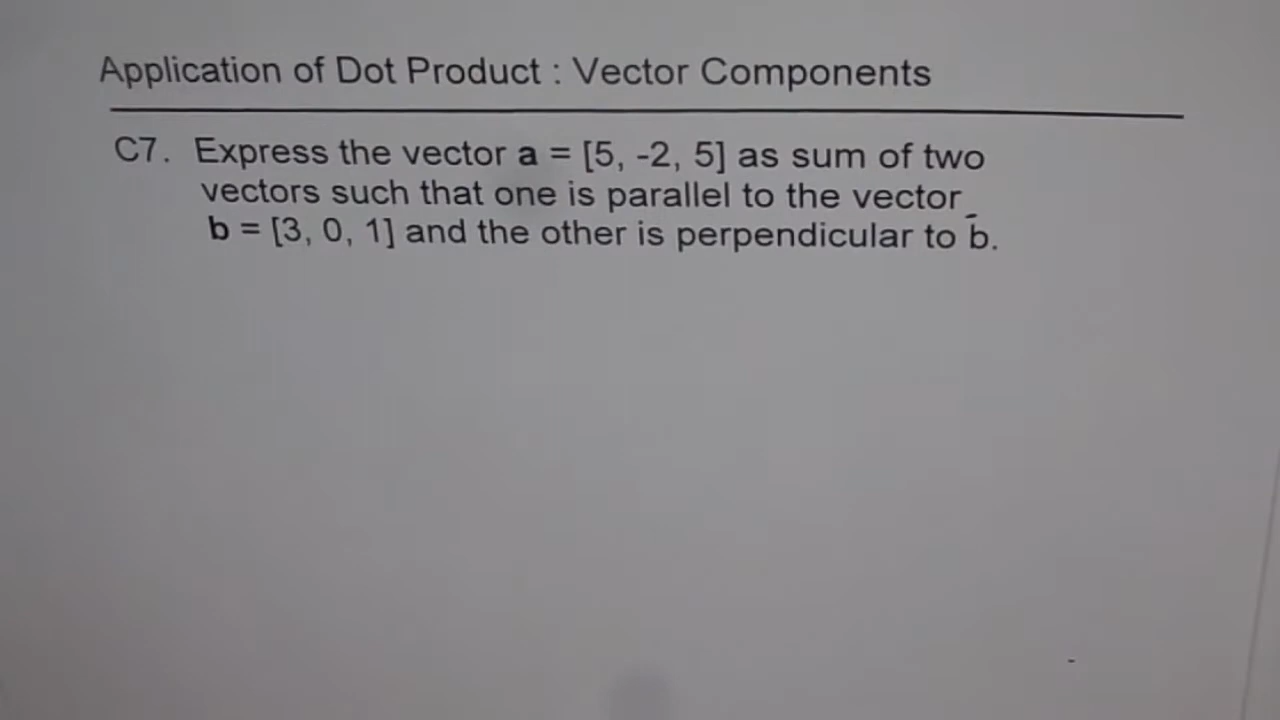 Application of Dot Product : Vector Components
C7. Express the vector a = [5, -2, 5] as sum of two
vectors such that one is parallel to the vector
b = [3, 0, 1] and the other is perpendicular to b̄.